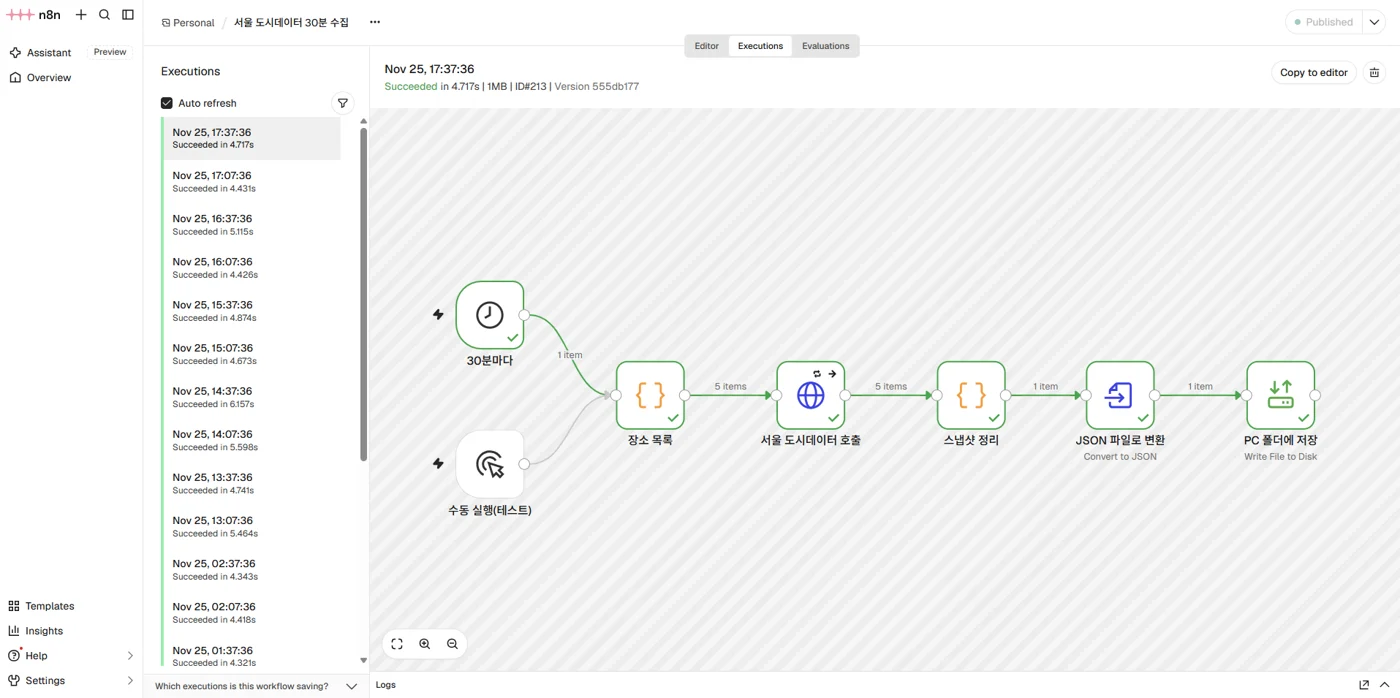 n8n
Assistant
Preview
Overview
Templates
Insights
Help
Settings
Personal / 서울 도시데이터 30분 수집
Published
Editor
Executions
Evaluations
Executions
Auto refresh
Nov 25, 17:37:36
Succeeded in 4.717s
Nov 25, 17:07:36
Succeeded in 4.431s
Nov 25, 16:37:36
Succeeded in 5.115s
Nov 25, 16:07:36
Succeeded in 4.426s
Nov 25, 15:37:36
Succeeded in 4.874s
Nov 25, 15:07:36
Succeeded in 4.673s
Nov 25, 14:37:36
Succeeded in 6.157s
Nov 25, 14:07:36
Succeeded in 5.598s
Nov 25, 13:37:36
Succeeded in 4.741s
Nov 25, 13:07:36
Succeeded in 5.464s
Nov 25, 02:37:36
Succeeded in 4.343s
Nov 25, 02:07:36
Succeeded in 4.418s
Nov 25, 01:37:36
Succeeded in 4.321s
Which executions is this workflow saving?
Nov 25, 17:37:36
Succeeded in 4.717s | 1MB | ID#213 | Version 555db177
Copy to editor
30분마다
1 item
수동 실행(테스트)
장소 목록
5 items
서울 도시데이터 호출
5 items
스냅샷 정리
1 item
JSON 파일로 변환
Convert to JSON
1 item
PC 폴더에 저장
Write File to Disk
Logs